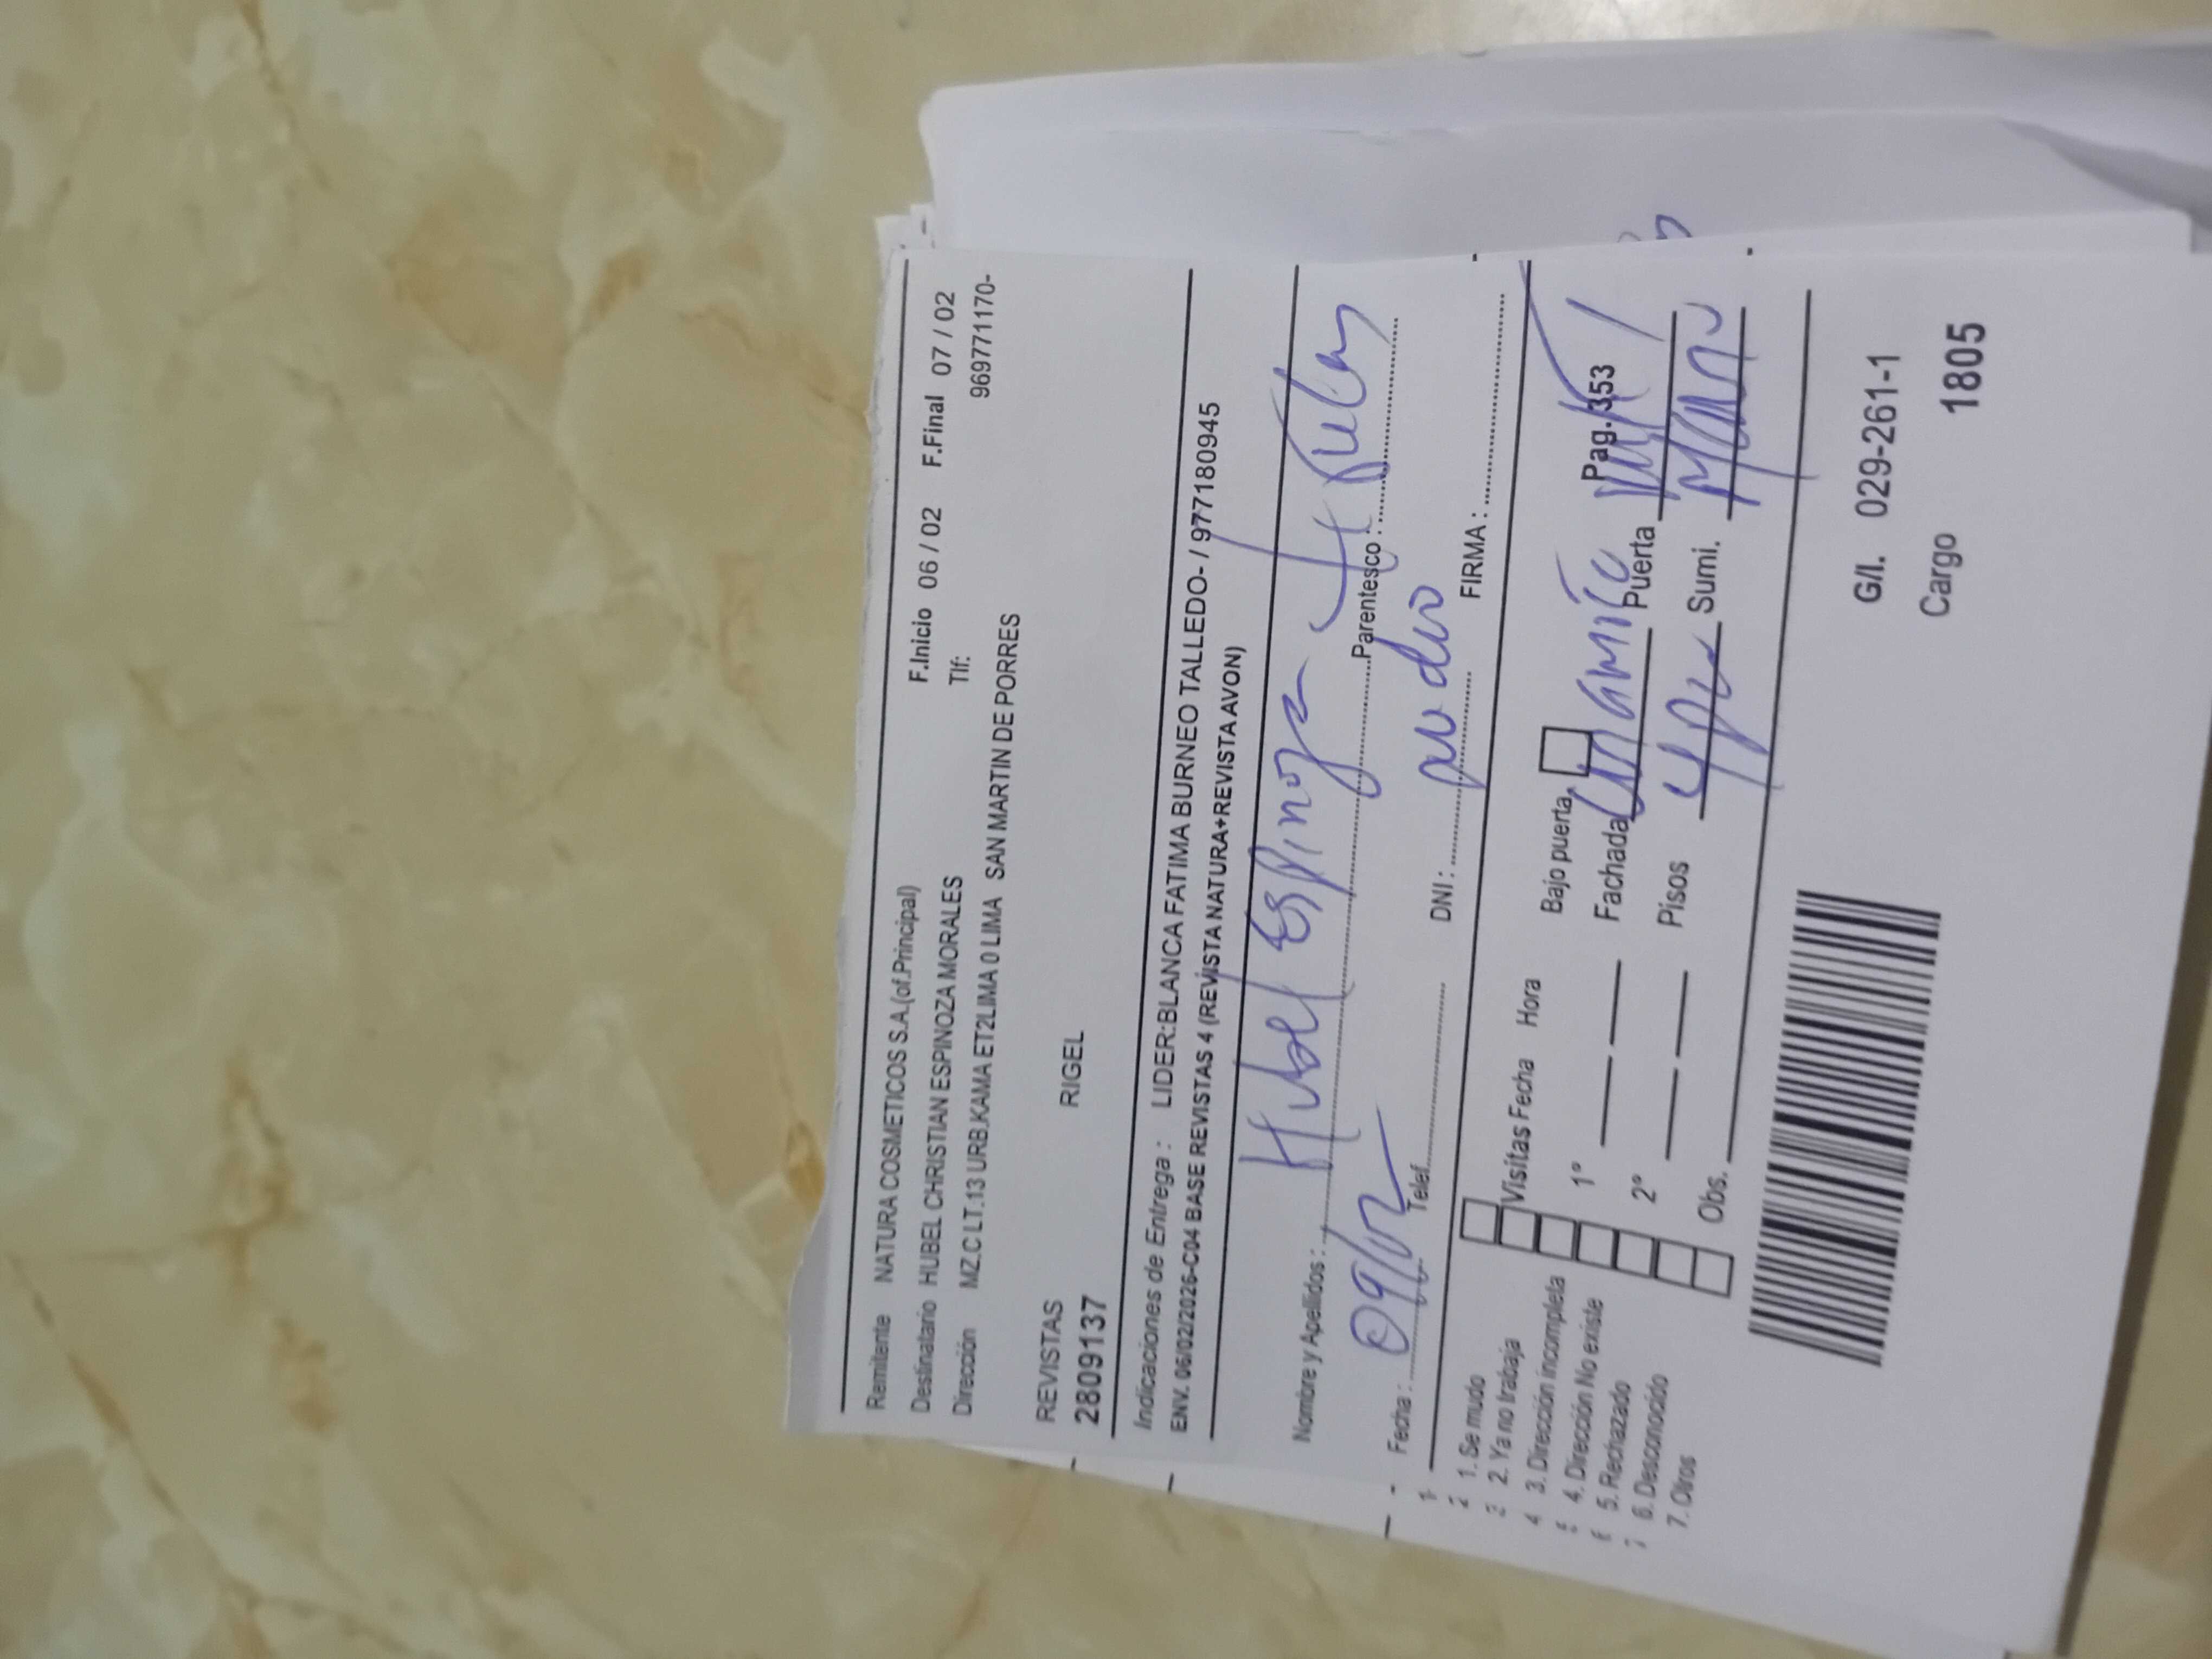 Remitente NATURA COSMETICOS S.A.(of.Principal)
Destinatario HUBEL CHRISTIAN ESPINOZA MORALES F.Inicio 06 / 02 F.Final 07 / 02
Dirección MZ.C LT.13 URB.KAMA ET2LIMA 0 LIMA SAN MARTIN DE PORRES Tlf: 969771170-
REVISTAS RIGEL
2809137
Indicaciones de Entrega : LIDER:BLANCA FATIMA BURNEO TALLEDO- / 977180945
ENV. 06/02/2026-C04 BASE REVISTAS 4 (REVISTA NATURA+REVISTA AVON)
Nombre y Apellidos : Hubel Espinoza Parentesco :
Fecha : 09/02 Telef. DNI : FIRMA :
1. Se mudo
2. Ya no trabaja
3. Dirección incompleta
4. Dirección No existe
5. Rechazado
6. Desconocido
7. Otros
Visitas Fecha Hora Bajo puerta Pag.353
1º Fachada Puerta
2º Pisos Sumi.
Obs.
G/I. 029-261-1
Cargo 1805